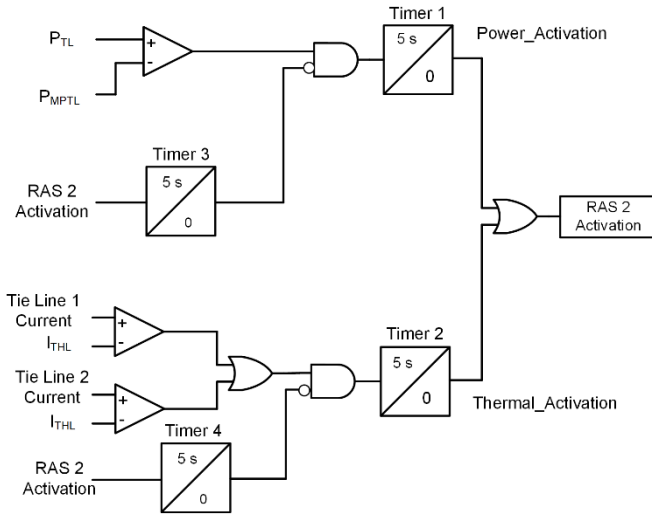 Timer 1
P_TL
+
-
5 s
0
Power_Activation
P_MPTL
Timer 3
RAS 2
Activation
5 s
0
RAS 2
Activation
Tie Line 1
Current
+
I_THL
-
Timer 2
5 s
0
Tie Line 2
Current
+
I_THL
-
Thermal_Activation
Timer 4
RAS 2
Activation
5 s
0